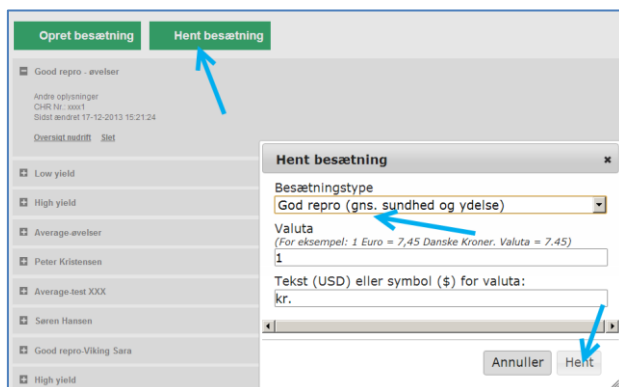 Opret besætning
Hent besætning
Good repro - øvelser
Andre oplysninger
CHR Nr.: xxxx1
Sidst ændret 17-12-2013 15:21:24
Oversigt nudrift Slet
Low yield
High yield
Average-øvelser
Peter Kristensen
Average-test XXX
Søren Hansen
Good repro-Viking Sara
High yield
Hent besætning
Besætningstype
God repro (gns. sundhed og ydelse)
Valuta
(For eksempel: 1 Euro = 7,45 Danske Kroner. Valuta = 7.45)
1
Tekst (USD) eller symbol ($) for valuta:
kr.
Annuller Hent